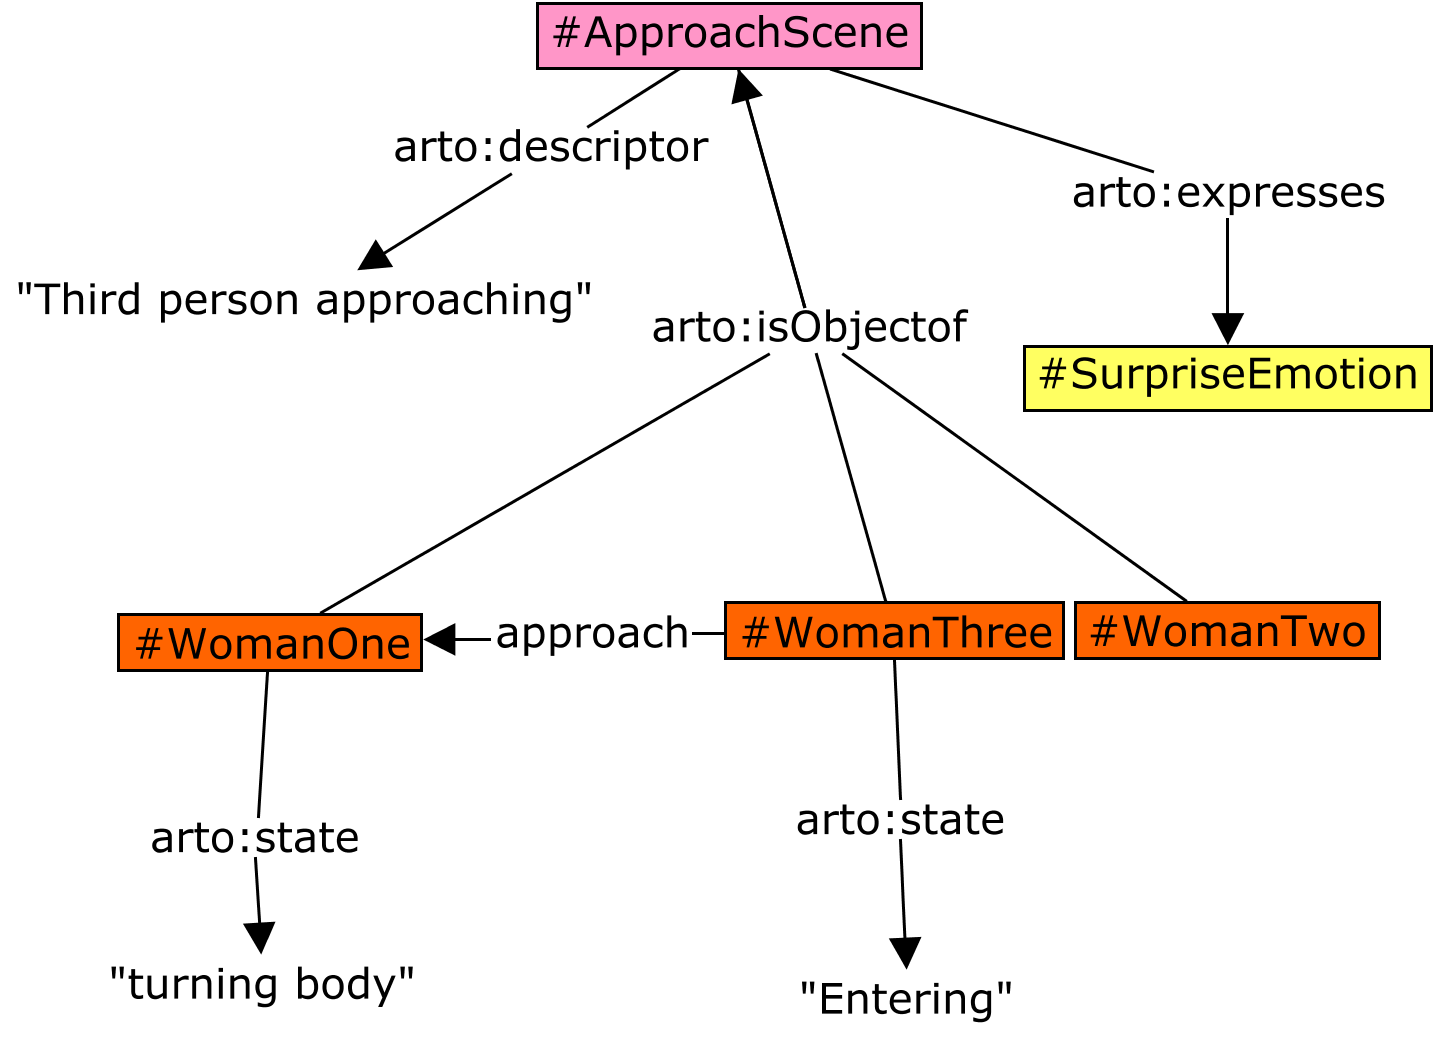 #ApproachScene
arto:descriptor
arto:expresses
"Third person approaching"
arto:isObjectof
#SurpriseEmotion
#WomanOne
approach
#WomanThree
#WomanTwo
arto:state
arto:state
"turning body"
"Entering"